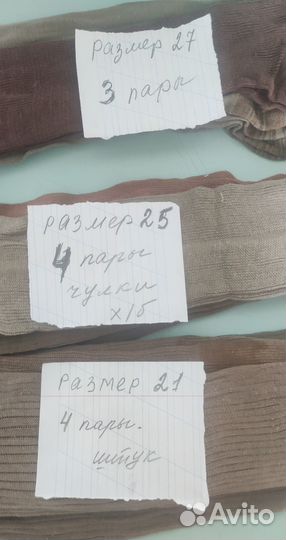 размер 27
3 пары
размер 25
4 пары
чулки
х/б
размер 21
4 пары.
штук
Avito